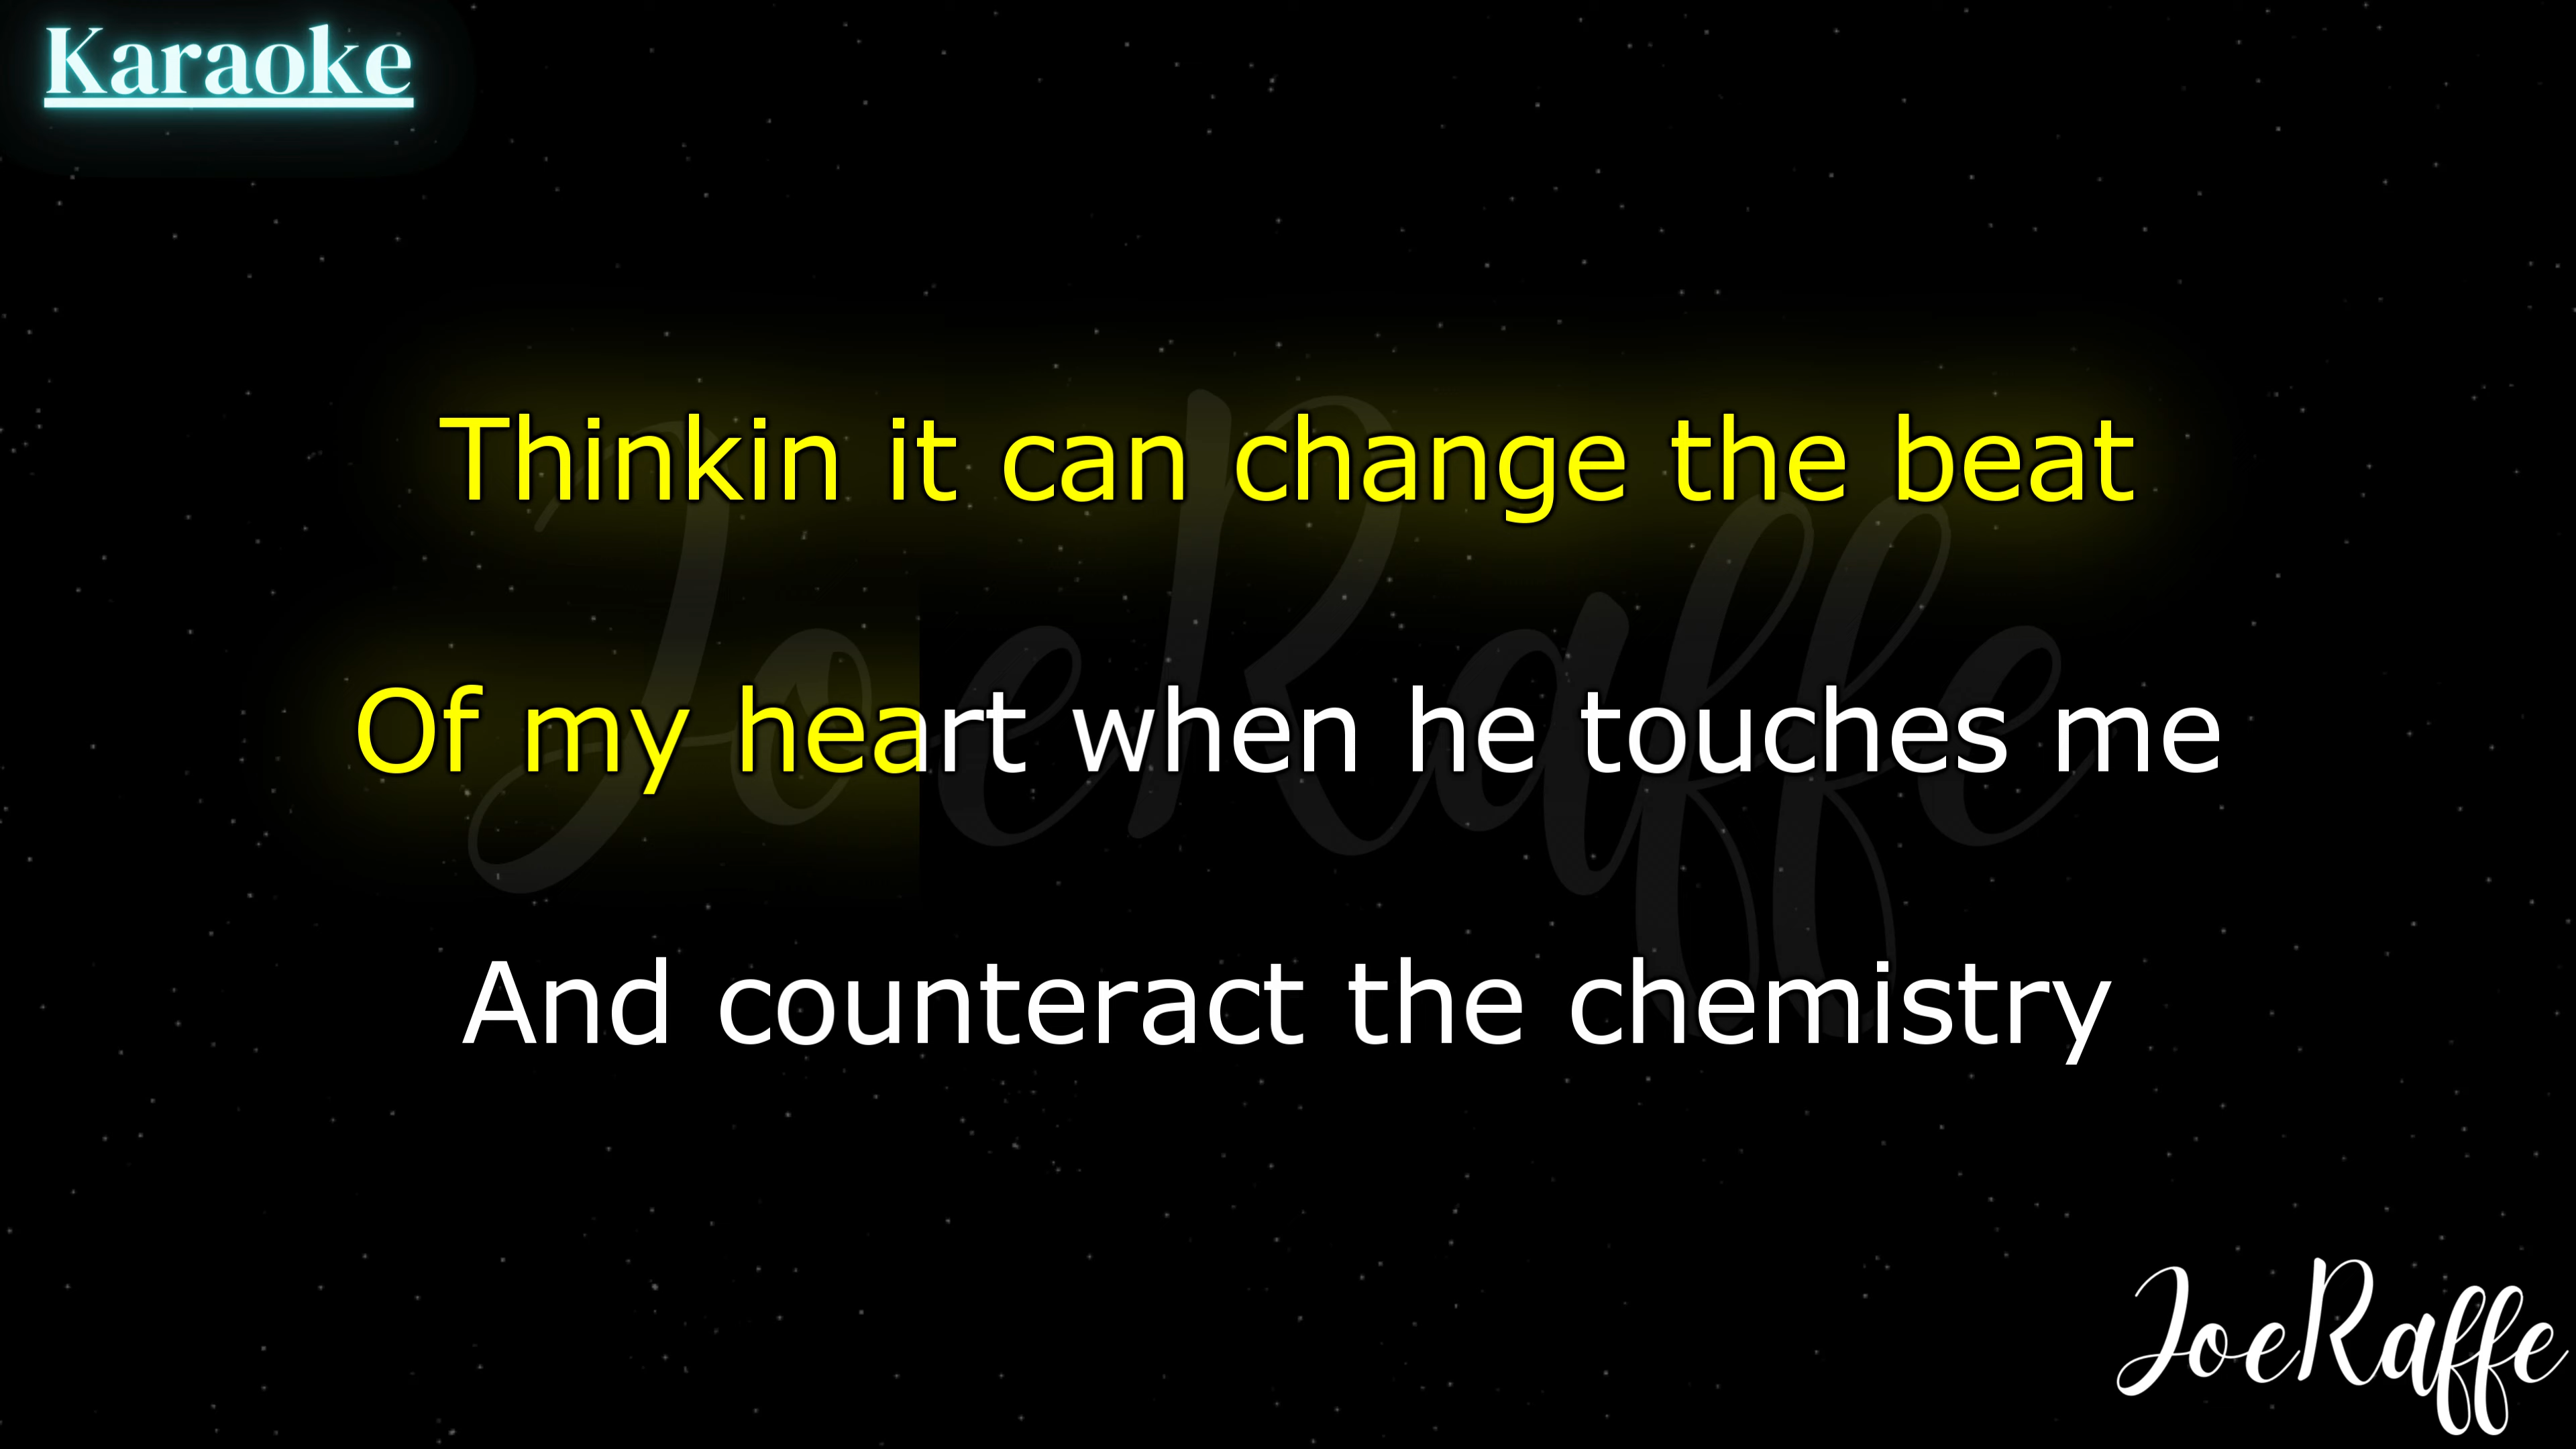 Karaoke
Thinkin it can change the beat
Of my heart when he touches me
And counteract the chemistry
JoeRaffe
JoeRaffe